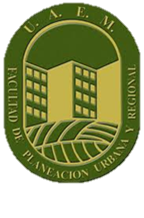 U. A. E. M.
FACULTAD DE PLANEACION URBANA Y REGIONAL